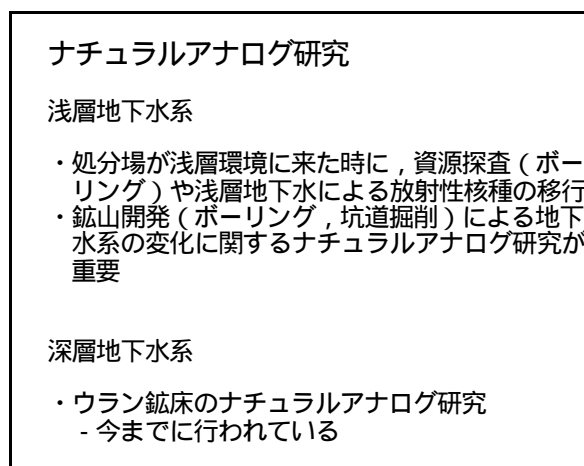 ナチュラルアナログ研究
浅層地下水系
・処分場が浅層環境に来た時に，資源探査（ボー
リング）や浅層地下水による放射性核種の移行
・鉱山開発（ボーリング，坑道掘削）による地下
水系の変化に関するナチュラルアナログ研究が
重要
深層地下水系
・ウラン鉱床のナチュラルアナログ研究
- 今までに行われている